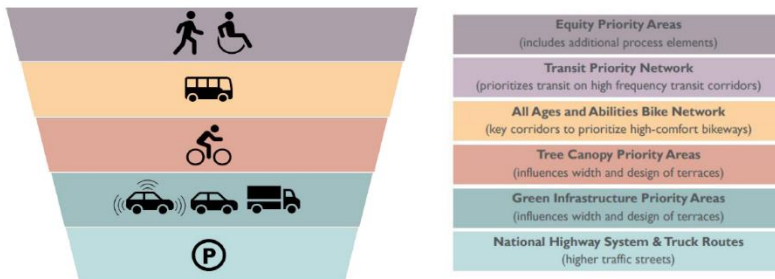 P
Equity Priority Areas
(includes additional process elements)
Transit Priority Network
(prioritizes transit on high frequency transit corridors)
All Ages and Abilities Bike Network
(key corridors to prioritize high-comfort bikeways)
Tree Canopy Priority Areas
(influences width and design of terraces)
Green Infrastructure Priority Areas
(influences width and design of terraces)
National Highway System & Truck Routes
(higher traffic streets)